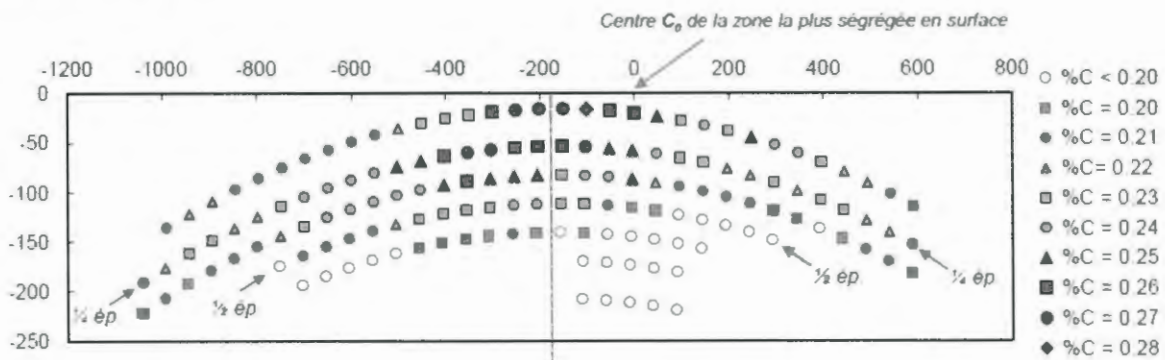 Centre C₀ de la zone la plus ségrégée en surface
-1200 -1000 -800 -600 -400 -200 0 200 400 600 800
0
-50
-100
-150
-200
-250
¼ ép
½ ép
½ ép
¼ ép
%C < 0.20
%C = 0.20
%C = 0.21
%C= 0.22
%C = 0.23
%C = 0.24
%C = 0.25
%C = 0.26
%C = 0.27
%C = 0.28